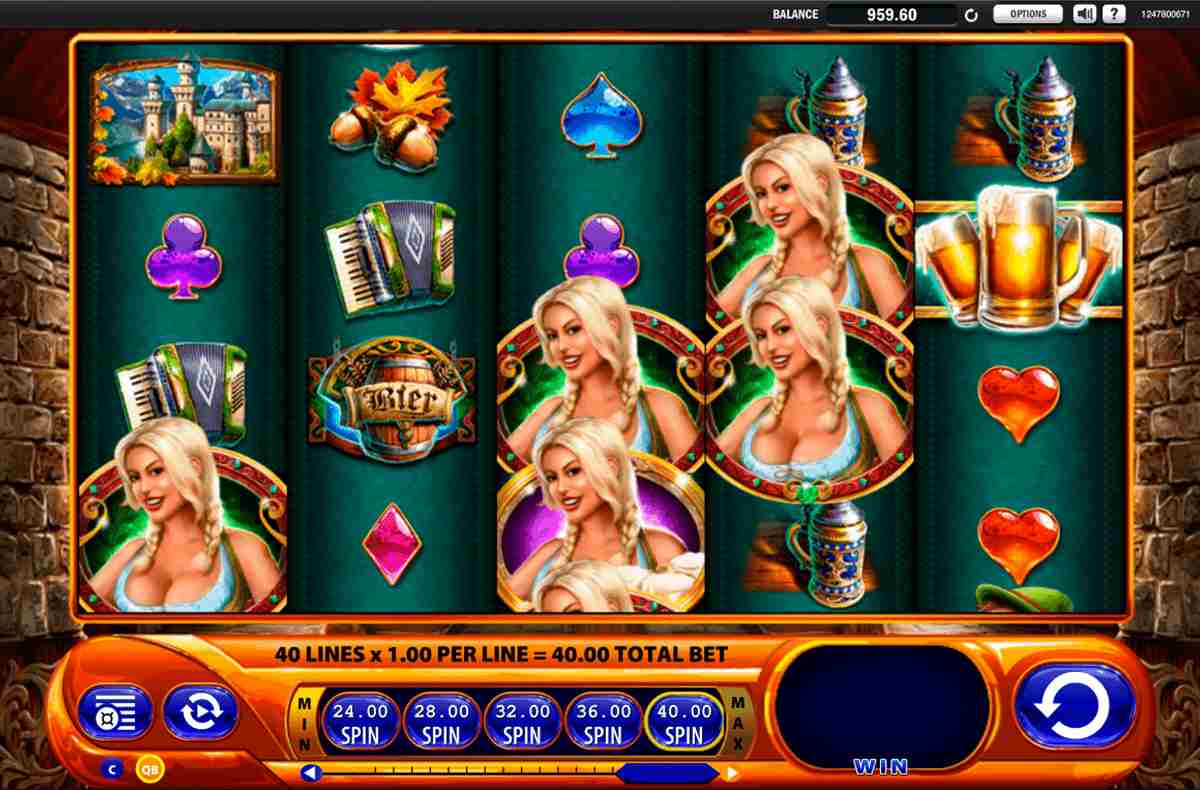 BALANCE 959.60 OPTIONS ? 1247800671
Bier
40 LINES x 1.00 PER LINE = 40.00 TOTAL BET
MIN
24.00 SPIN
28.00 SPIN
32.00 SPIN
36.00 SPIN
40.00 SPIN
MAX
C QB
WIN